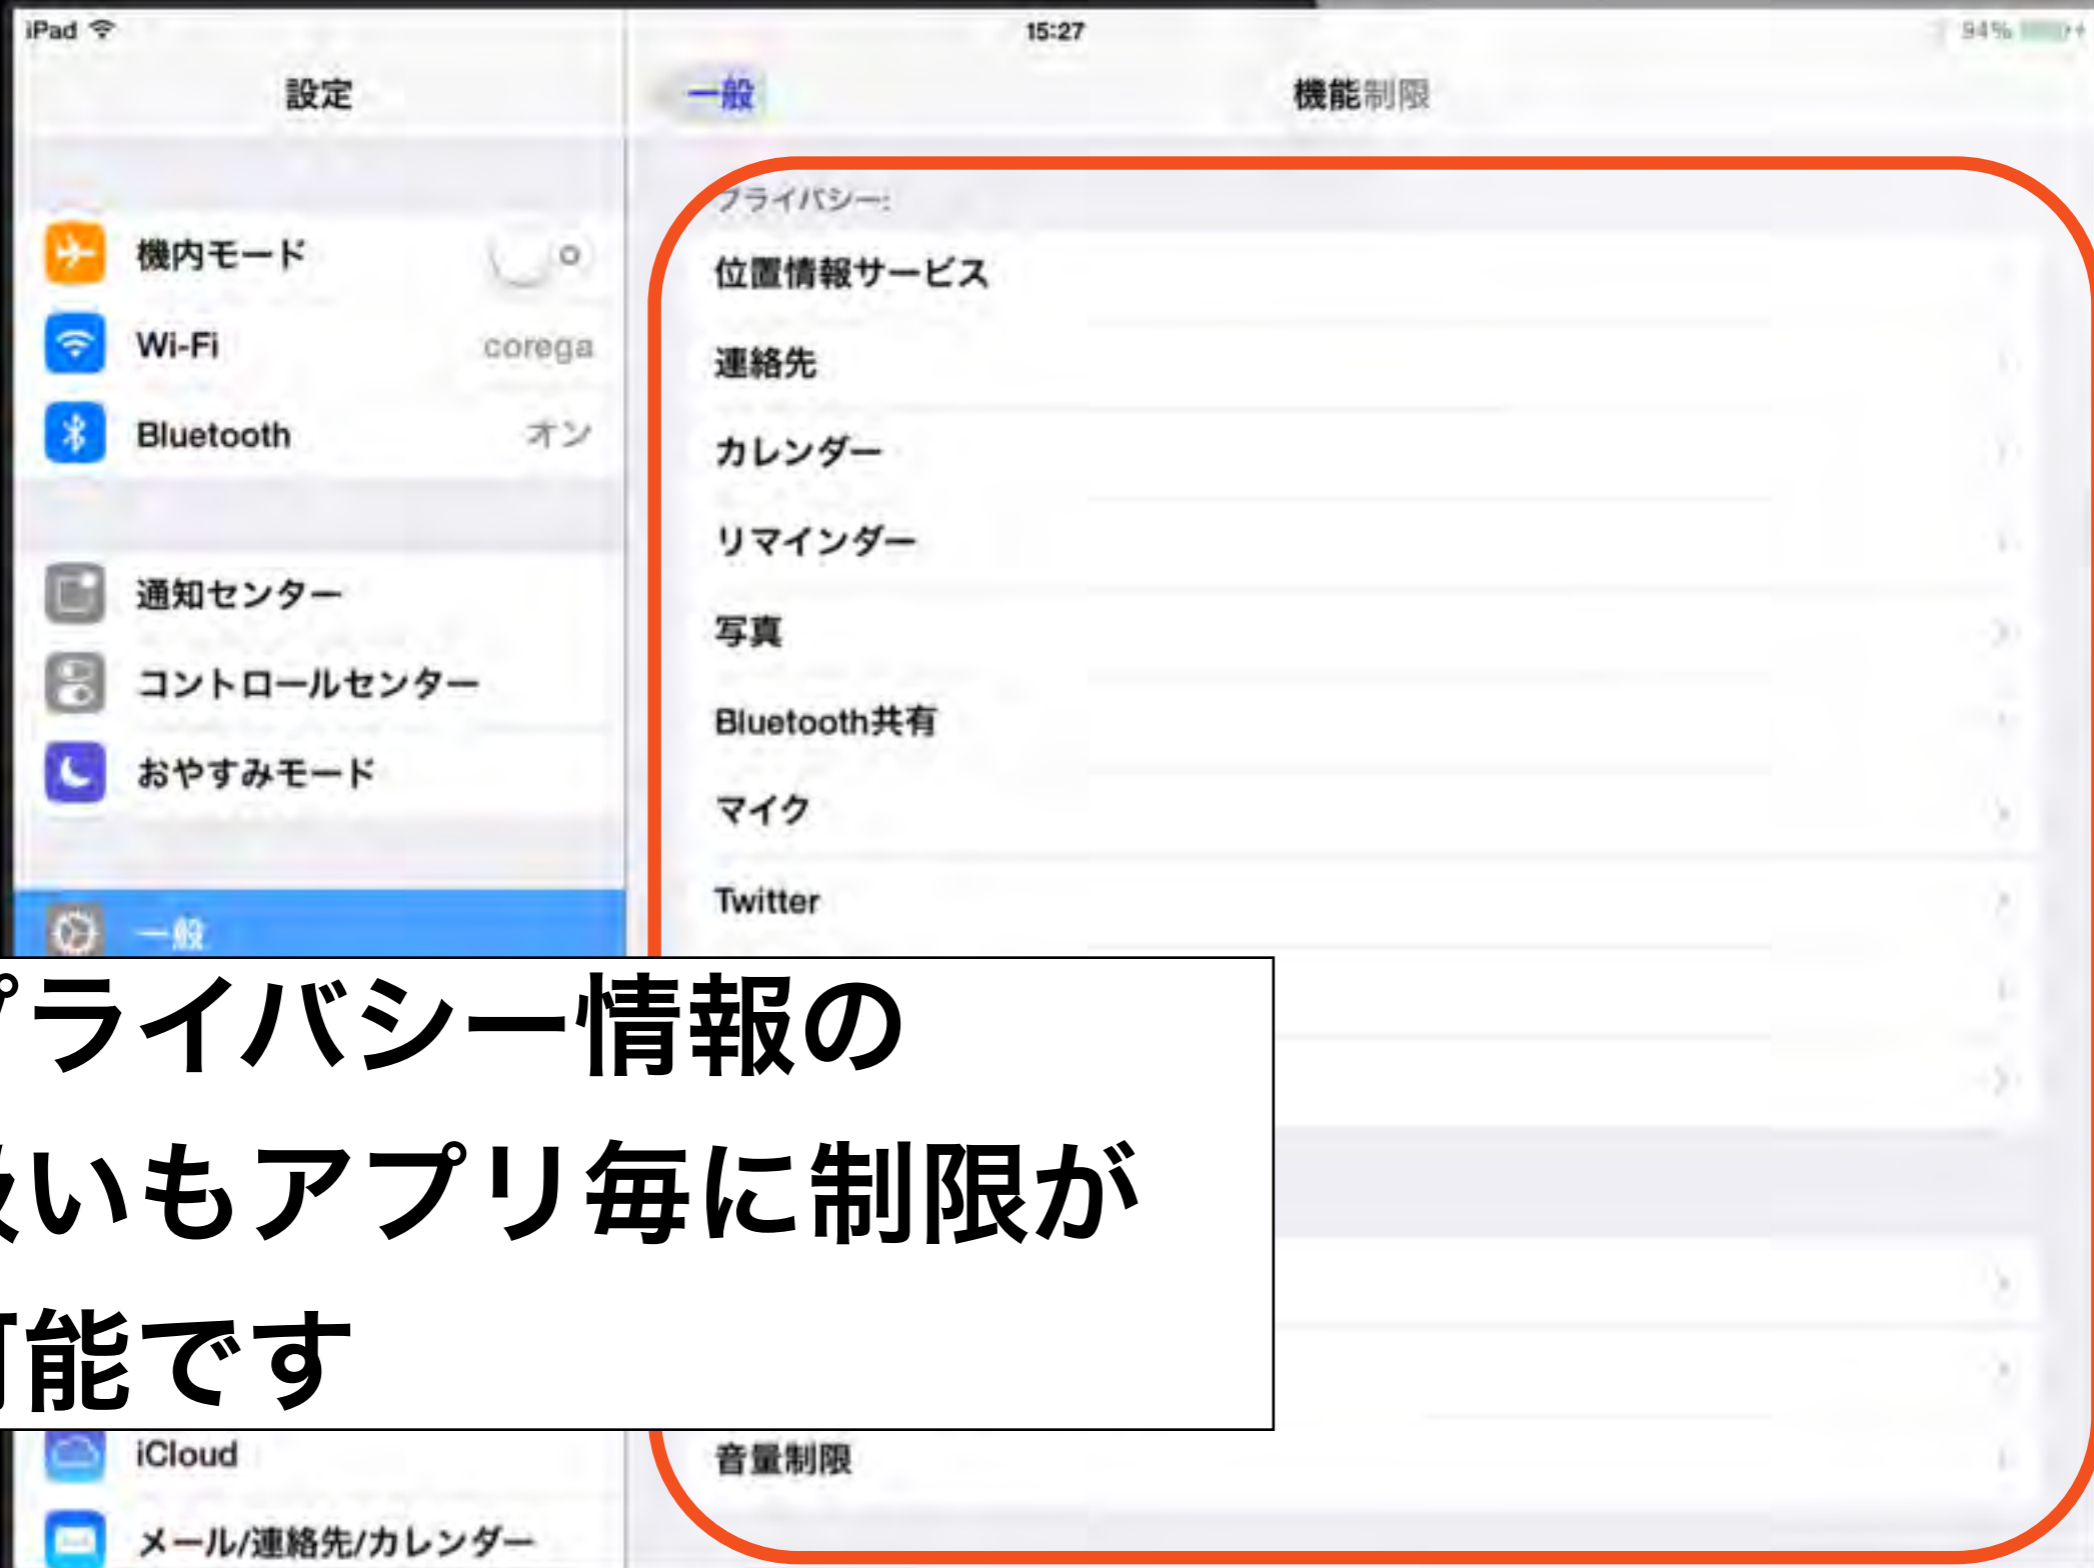 iPad
15:27
94%
設定
機内モード
Wi-Fi
corega
Bluetooth
オン
通知センター
コントロールセンター
おやすみモード
一般
iCloud
メール/連絡先/カレンダー
一般
機能制限
プライバシー:
位置情報サービス
連絡先
カレンダー
リマインダー
写真
Bluetooth共有
マイク
Twitter
音量制限
プライバシー情報の
扱いもアプリ毎に制限が
可能です